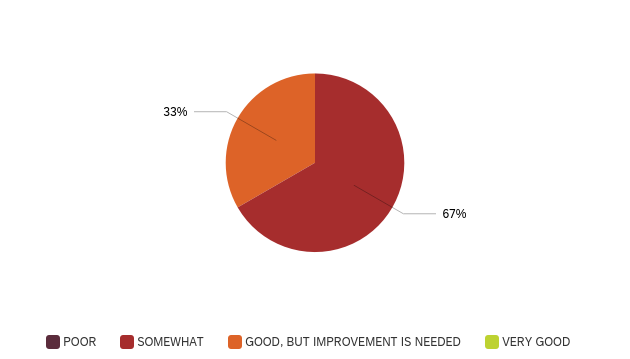 33%
67%
POOR
SOMEWHAT
GOOD, BUT IMPROVEMENT IS NEEDED
VERY GOOD